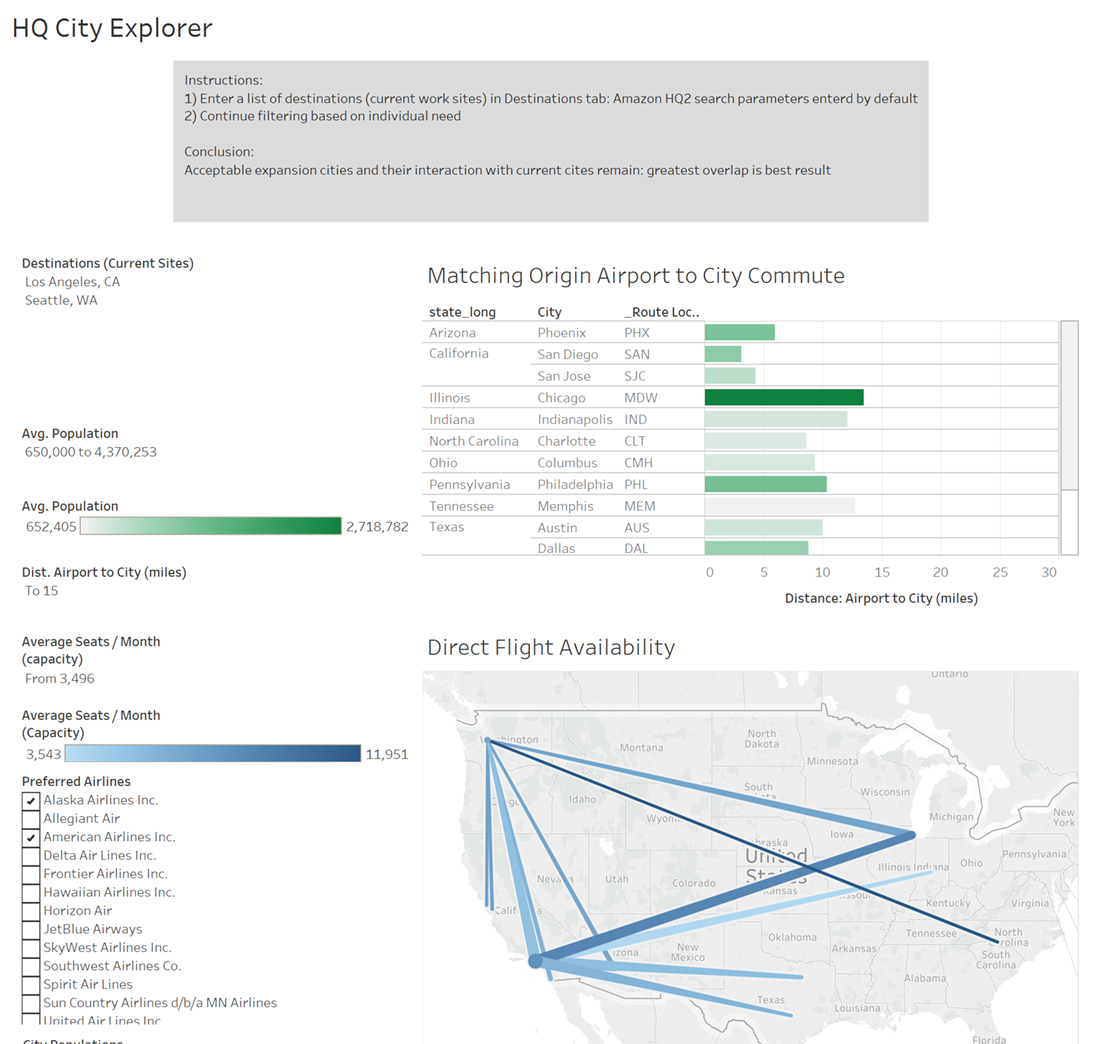 HQ City Explorer
Instructions:
1) Enter a list of destinations (current work sites) in Destinations tab: Amazon HQ2 search parameters enterd by default
2) Continue filtering based on individual need
Conclusion:
Acceptable expansion cities and their interaction with current cites remain: greatest overlap is best result
Destinations (Current Sites)
Los Angeles, CA
Seattle, WA
Avg. Population
650,000 to 4,370,253
Avg. Population
652,405 2,718,782
Dist. Airport to City (miles)
To 15
Average Seats / Month
(capacity)
From 3,496
Average Seats / Month
(Capacity)
3,543 11,951
Preferred Airlines
Alaska Airlines Inc.
Allegiant Air
American Airlines Inc.
Delta Air Lines Inc.
Frontier Airlines Inc.
Hawaiian Airlines Inc.
Horizon Air
JetBlue Airways
SkyWest Airlines Inc.
Southwest Airlines Co.
Spirit Air Lines
Sun Country Airlines d/b/a MN Airlines
United Air Lines Inc.
City Populations
Matching Origin Airport to City Commute
state_long City _Route Loc..
Arizona Phoenix PHX
California San Diego SAN
San Jose SJC
Illinois Chicago MDW
Indiana Indianapolis IND
North Carolina Charlotte CLT
Ohio Columbus CMH
Pennsylvania Philadelphia PHL
Tennessee Memphis MEM
Texas Austin AUS
Dallas DAL
0 5 10 15 20 25 30
Distance: Airport to City (miles)
Direct Flight Availability
Ontario
Washington
Montana
North
Dakota
Minnesota
Idaho
South
Wisconsin
Michigan
New
York
Iowa
United
States
Nevada
Utah
Colorado
Kansas
Illinois Indiana
Ohio
Pennsylvania
Kentucky
Virginia
New
Mexico
Oklahoma
Arkansas
Tennessee
North
Carolina
South
Carolina
Texas
Louisiana
Alabama
Florida